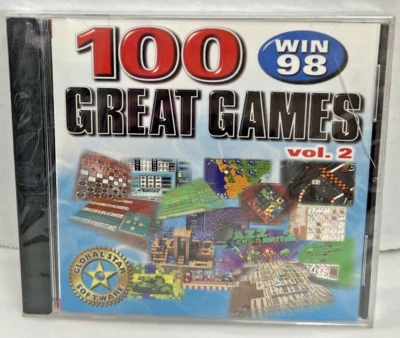 100
WIN
98
GREAT GAMES
vol. 2
GLOBAL STAR
SOFTWARE